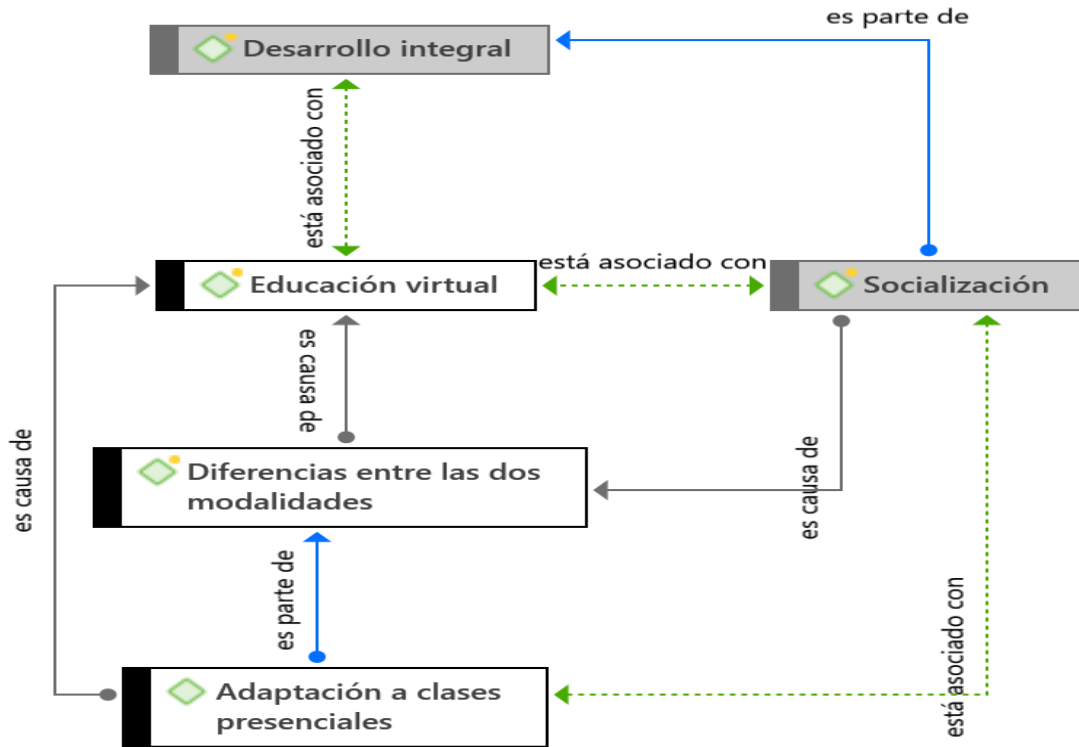 es parte de
Desarrollo integral
está asociado con
está asociado con
Educación virtual
Socialización
es causa de
Diferencias entre las dos
modalidades
es causa de
es causa de
es parte de
está asociado con
Adaptación a clases
presenciales